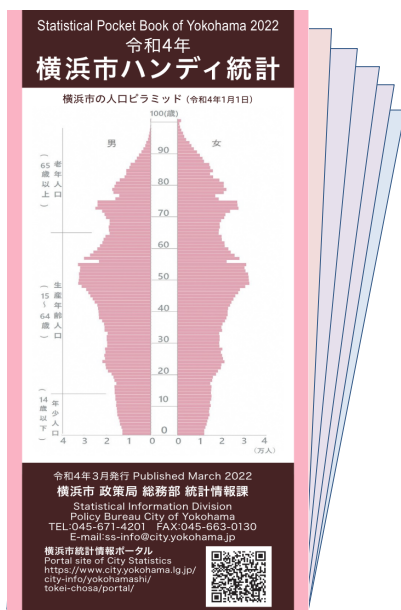 Statistical Pocket Book of Yokohama 2022
令和4年
横浜市ハンディ統計
横浜市の人口ピラミッド（令和4年1月1日）
100(歳)
男
女
90
80
70
60
50
40
30
20
10
0
老年人口
（65歳以上）
生産年齢人口
（15～64歳）
年少人口
（14歳以下）
4 3 2 1 0 0 1 2 3 4
（万人）
令和4年3月発行 Published March 2022
横浜市 政策局 総務部 統計情報課
Statistical Information Division
Policy Bureau City of Yokohama
TEL:045-671-4201 FAX:045-663-0130
E-mail:ss-info@city.yokohama.jp
横浜市統計情報ポータル
Portal site of City Statistics
https://www.city.yokohama.lg.jp/
city-info/yokohamashi/
tokei-chosa/portal/